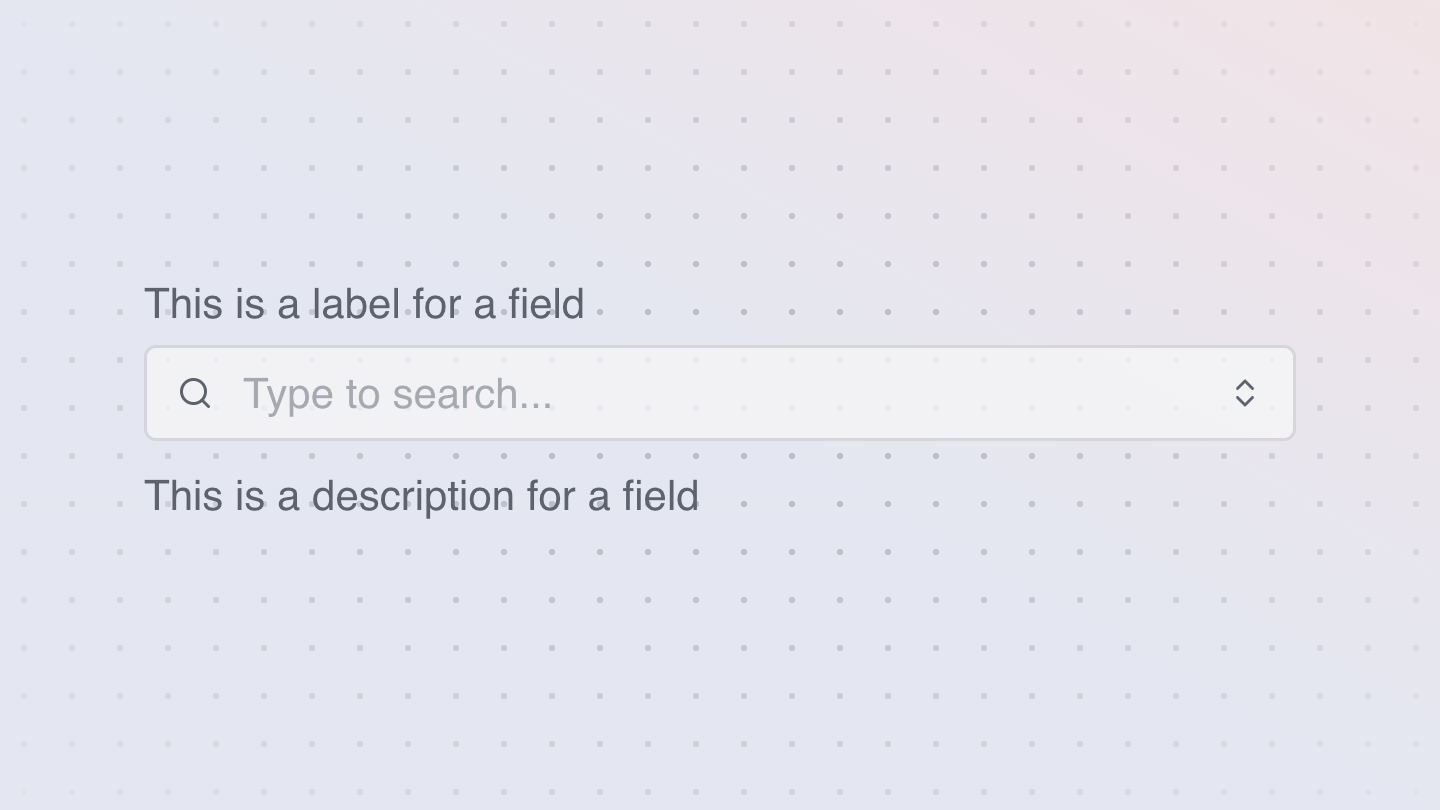 This is a label for a field
Type to search...
This is a description for a field